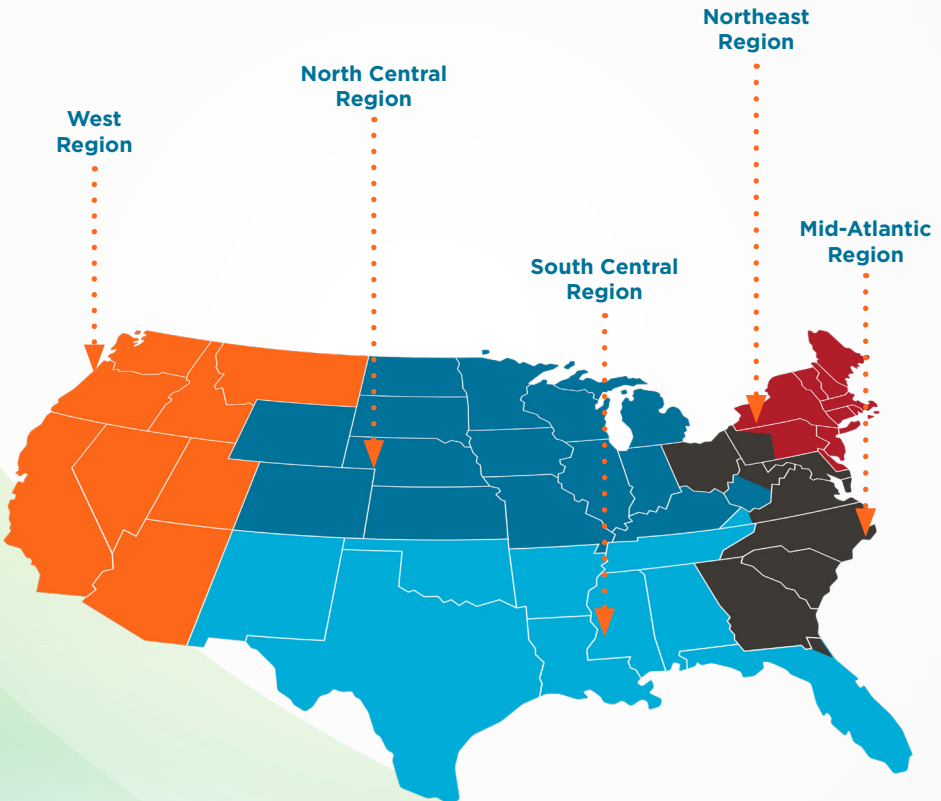 Northeast
Region
North Central
Region
West
Region
Mid-Atlantic
Region
South Central
Region